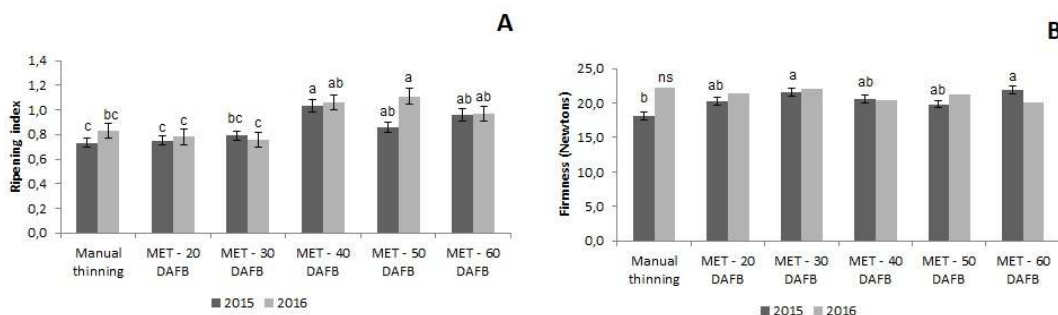 A
Ripening index
1,4
1,2
1,0
0,8
0,6
0,4
0,2
0,0
c bc c c bc c a ab ab a ab ab
Manual thinning
MET - 20 DAFB
MET - 30 DAFB
MET - 40 DAFB
MET - 50 DAFB
MET - 60 DAFB
2015 2016
B
Firmness (Newtons)
25,0
20,0
15,0
10,0
5,0
0,0
b ns ab a ab ab a
Manual thinning
MET - 20 DAFB
MET - 30 DAFB
MET - 40 DAFB
MET - 50 DAFB
MET - 60 DAFB
2015 2016